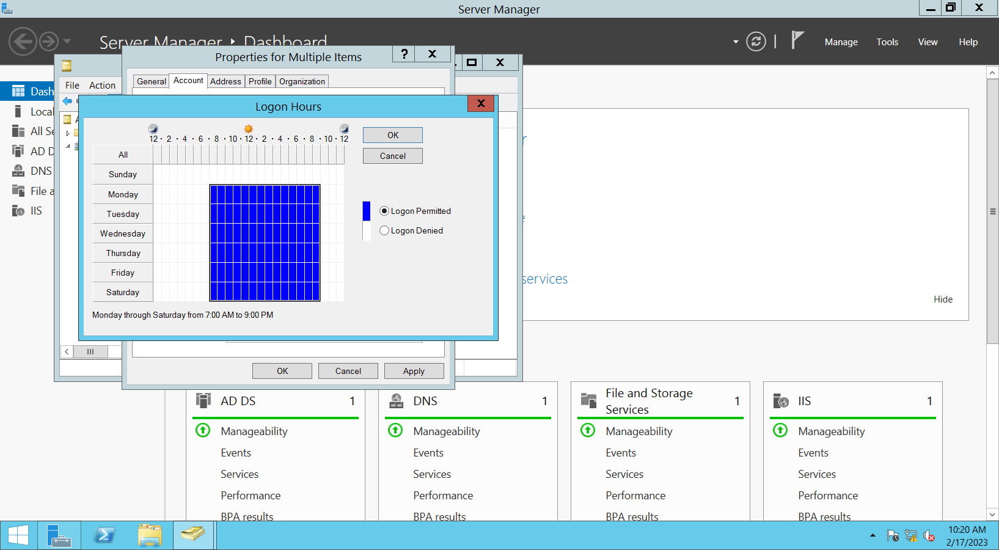 Server Manager
Server Manager ‣ Dashboard
Manage
Tools
View
Help
Properties for Multiple Items
?
X
General
Account
Address
Profile
Organization
File
Action
Logon Hours
X
12 · 2 · 4 · 6 · 8 · 10 · 12 · 2 · 4 · 6 · 8 · 10 · 12
All
Sunday
Monday
Tuesday
Wednesday
Thursday
Friday
Saturday
OK
Cancel
Logon Permitted
Logon Denied
Monday through Saturday from 7:00 AM to 9:00 PM
OK
Cancel
Apply
Dash
Local
All Se
AD D
DNS
File a
IIS
services
Hide
AD DS
1
Manageability
Events
Services
Performance
BPA results
DNS
1
Manageability
Events
Services
Performance
BPA results
File and Storage
Services
1
Manageability
Events
Services
Performance
BPA results
IIS
1
Manageability
Events
Services
Performance
BPA results
10:20 AM
2/17/2023